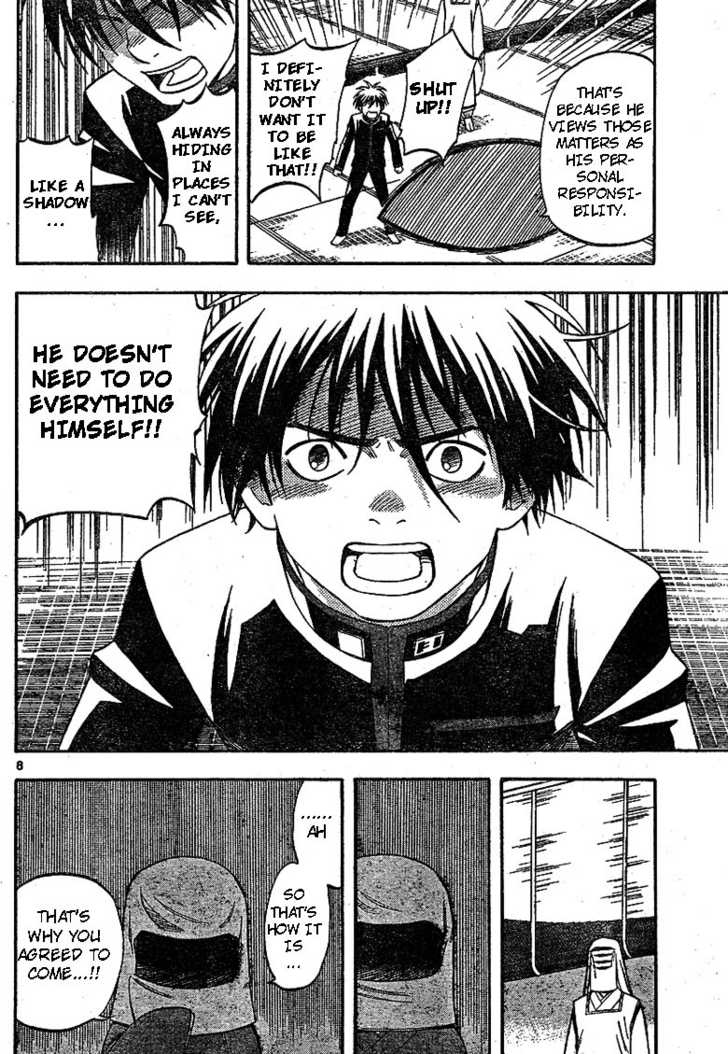 THAT'S
BECAUSE HE
VIEWS THOSE
MATTERS AS
HIS PER-
SONAL
RESPONSI-
BILITY.
SHUT
UP!!
I DEFI-
NITELY
DON'T
WANT IT
TO BE
LIKE
THAT!!
ALWAYS
HIDING IN
PLACES
I CAN'T
SEE,
LIKE A
SHADOW
...
HE DOESN'T
NEED TO DO
EVERYTHING
HIMSELF!!
8
......
AH
SO
THAT'S
HOW IT
IS
...
THAT'S
WHY YOU
AGREED TO
COME...!!